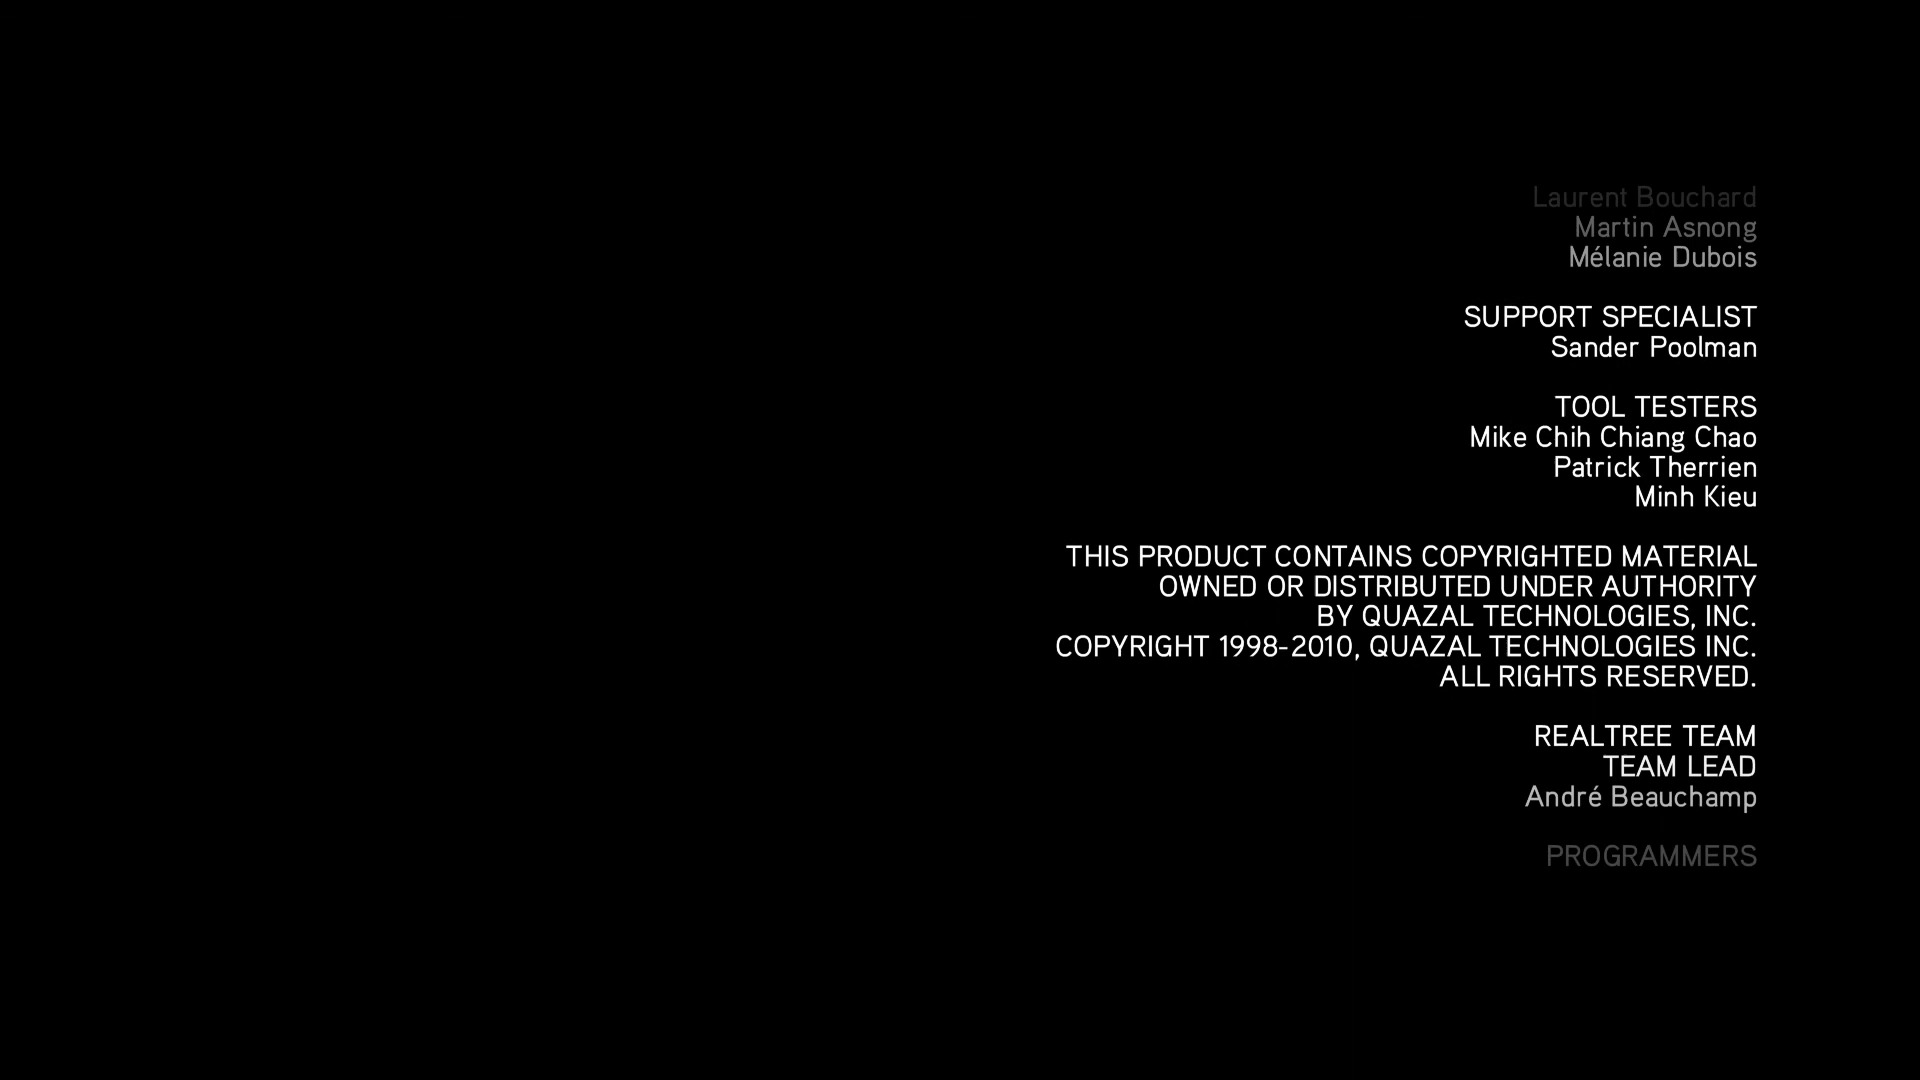 Laurent Bouchard
Martin Asnong
Mélanie Dubois
SUPPORT SPECIALIST
Sander Poolman
TOOL TESTERS
Mike Chih Chiang Chao
Patrick Therrien
Minh Kieu
THIS PRODUCT CONTAINS COPYRIGHTED MATERIAL
OWNED OR DISTRIBUTED UNDER AUTHORITY
BY QUAZAL TECHNOLOGIES, INC.
COPYRIGHT 1998-2010, QUAZAL TECHNOLOGIES INC.
ALL RIGHTS RESERVED.
REALTREE TEAM
TEAM LEAD
André Beauchamp
PROGRAMMERS